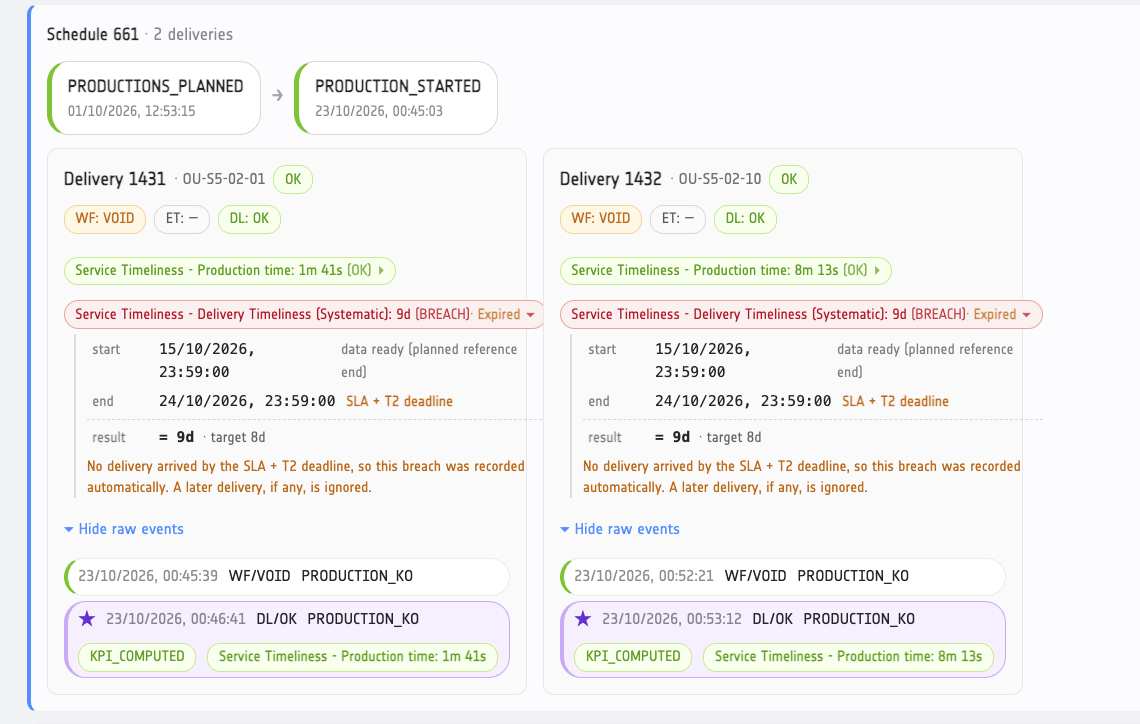 Schedule 661 · 2 deliveries
PRODUCTIONS_PLANNED
01/10/2026, 12:53:15
→
PRODUCTION_STARTED
23/10/2026, 00:45:03
Delivery 1431 · OU-S5-02-01 OK
WF: VOID ET: — DL: OK
Service Timeliness - Production time: 1m 41s (OK)
Service Timeliness - Delivery Timeliness (Systematic): 9d (BREACH)· Expired
start 15/10/2026, 23:59:00 data ready (planned reference end)
end 24/10/2026, 23:59:00 SLA + T2 deadline
result = 9d · target 8d
No delivery arrived by the SLA + T2 deadline, so this breach was recorded
automatically. A later delivery, if any, is ignored.
Hide raw events
23/10/2026, 00:45:39 WF/VOID PRODUCTION_KO
★ 23/10/2026, 00:46:41 DL/OK PRODUCTION_KO
KPI_COMPUTED Service Timeliness - Production time: 1m 41s
Delivery 1432 · OU-S5-02-10 OK
WF: VOID ET: — DL: OK
Service Timeliness - Production time: 8m 13s (OK)
Service Timeliness - Delivery Timeliness (Systematic): 9d (BREACH)· Expired
start 15/10/2026, 23:59:00 data ready (planned reference end)
end 24/10/2026, 23:59:00 SLA + T2 deadline
result = 9d · target 8d
No delivery arrived by the SLA + T2 deadline, so this breach was recorded
automatically. A later delivery, if any, is ignored.
Hide raw events
23/10/2026, 00:52:21 WF/VOID PRODUCTION_KO
★ 23/10/2026, 00:53:12 DL/OK PRODUCTION_KO
KPI_COMPUTED Service Timeliness - Production time: 8m 13s